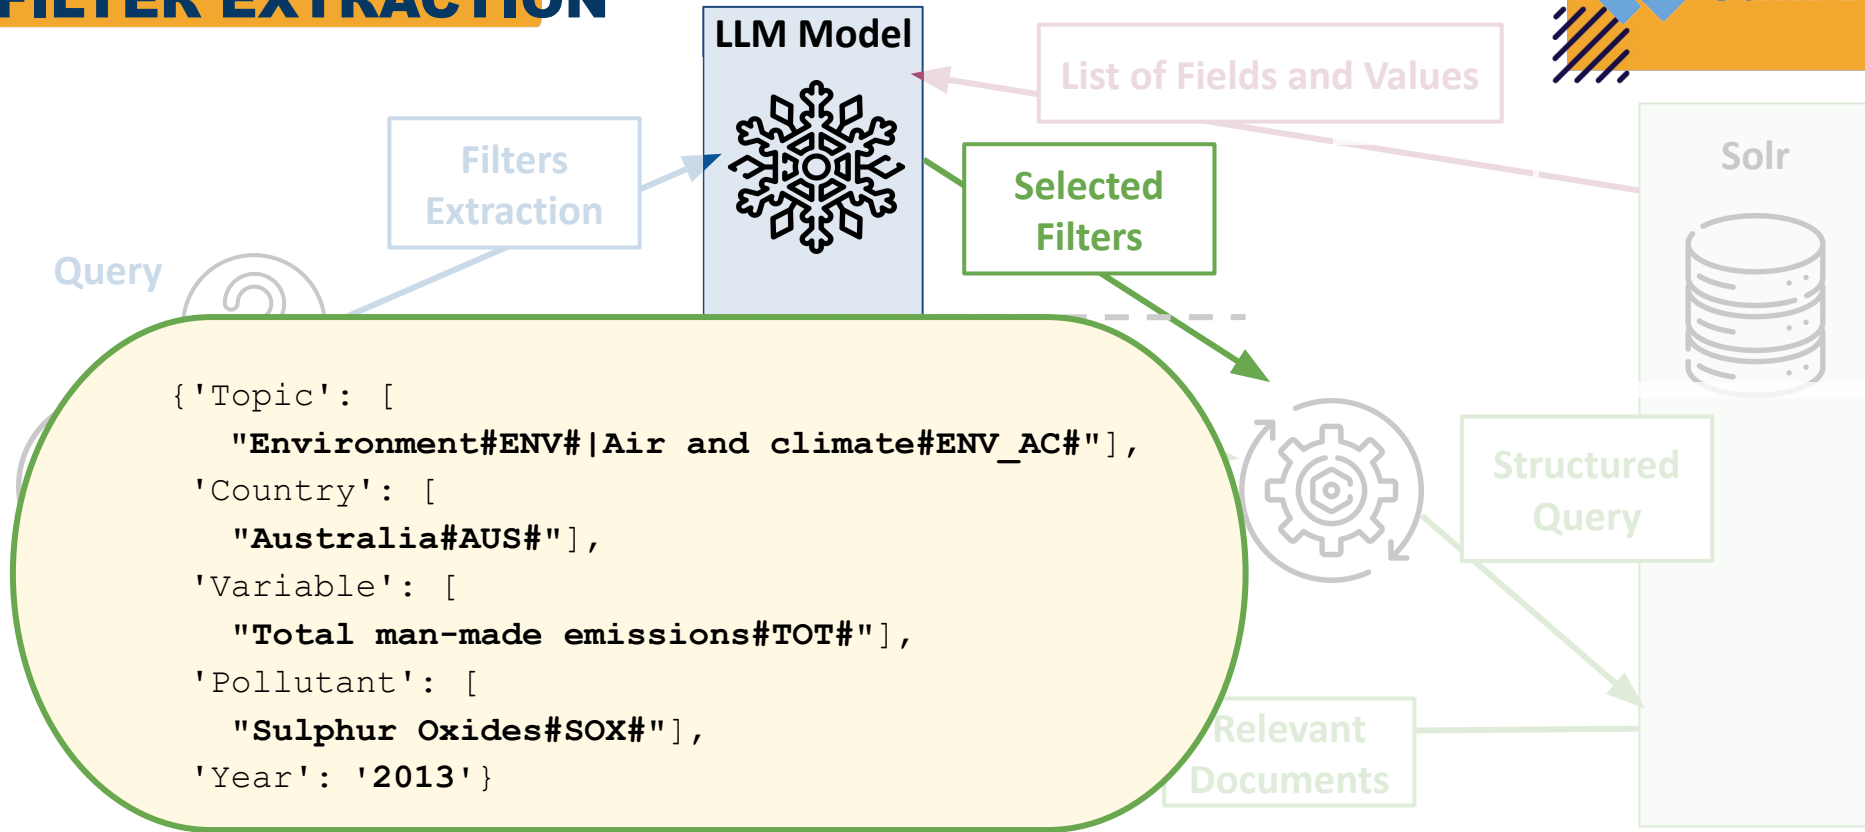 FILTER EXTRACTION
LLM Model
List of Fields and Values
Filters
Extraction
Selected
Filters
Solr
Query
{'Topic': [
"Environment#ENV#|Air and climate#ENV_AC#"],
'Country': [
"Australia#AUS#"],
'Variable': [
"Total man-made emissions#TOT#"],
'Pollutant': [
"Sulphur Oxides#SOX#"],
'Year': '2013'}
Structured
Query
Relevant
Documents